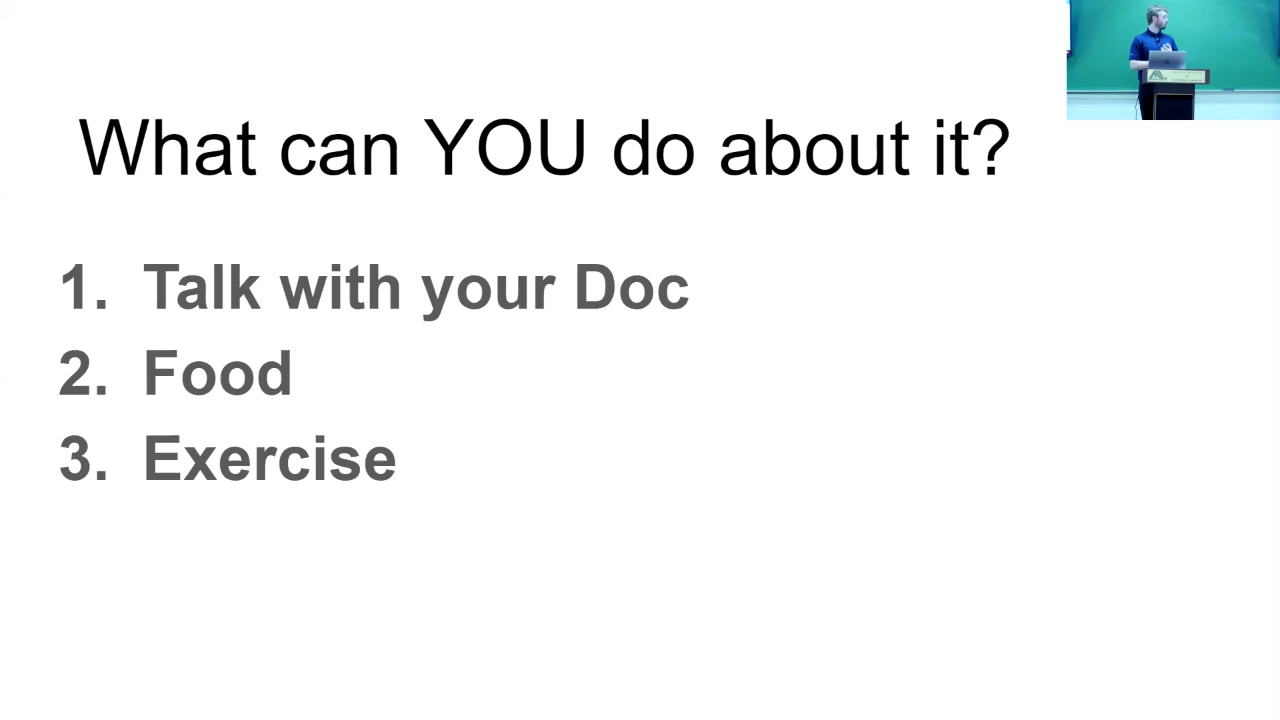 What can YOU do about it?
1. Talk with your Doc
2. Food
3. Exercise